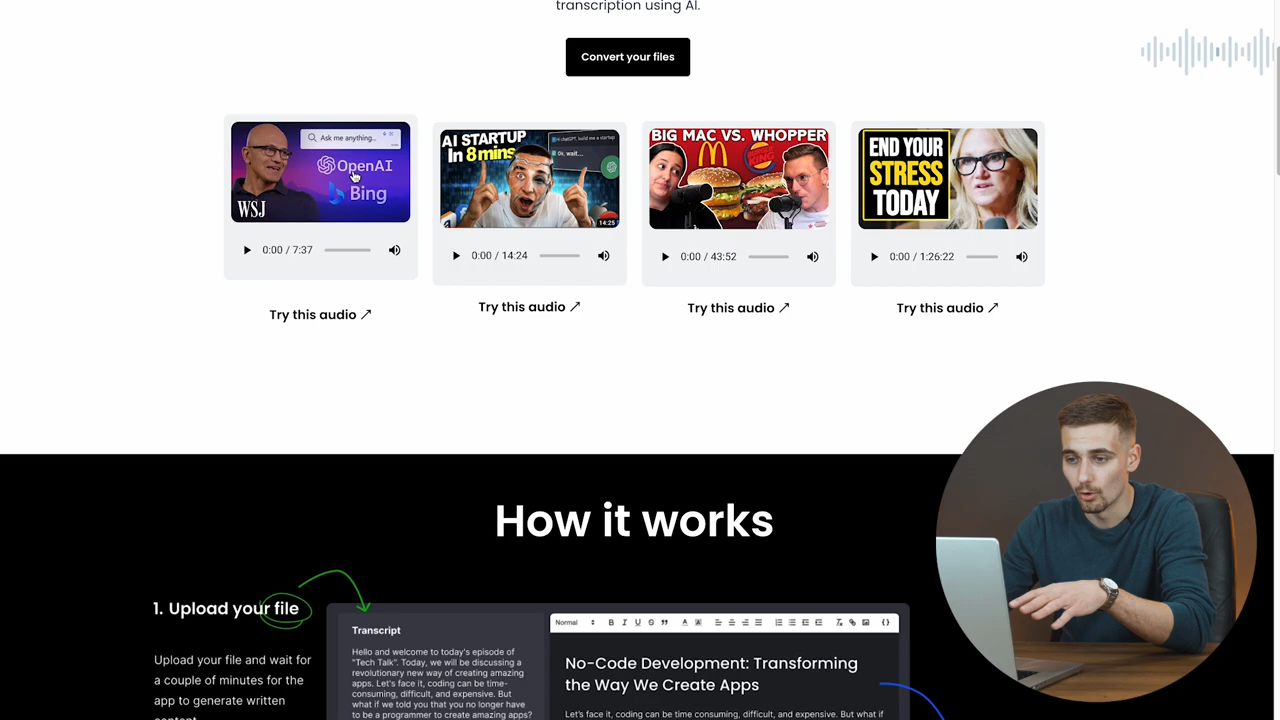 transcription using AI.
Convert your files
Ask me anything...
OpenAI
Bing
WSJ
0:00 / 7:37
Try this audio ↗
AI STARTUP
In 8 mins
Ok, wait...
14:25
0:00 / 14:24
Try this audio ↗
BIG MAC VS. WHOPPER
0:00 / 43:52
Try this audio ↗
END YOUR
STRESS
TODAY
0:00 / 1:26:22
Try this audio ↗
How it works
1. Upload your file
Upload your file and wait for
a couple of minutes for the
app to generate written
Transcript
Hello and welcome to today's episode of
"Tech Talk". Today, we will be discussing a
revolutionary new way of creating amazing
apps. Let's face it, coding can be time-
consuming, difficult, and expensive. But
what if we told you that you no longer have
to be a programmer to create amazing apps?
Normal
No-Code Development: Transforming
the Way We Create Apps
Let's face it, coding can be time consuming, difficult, and expensive. But what if